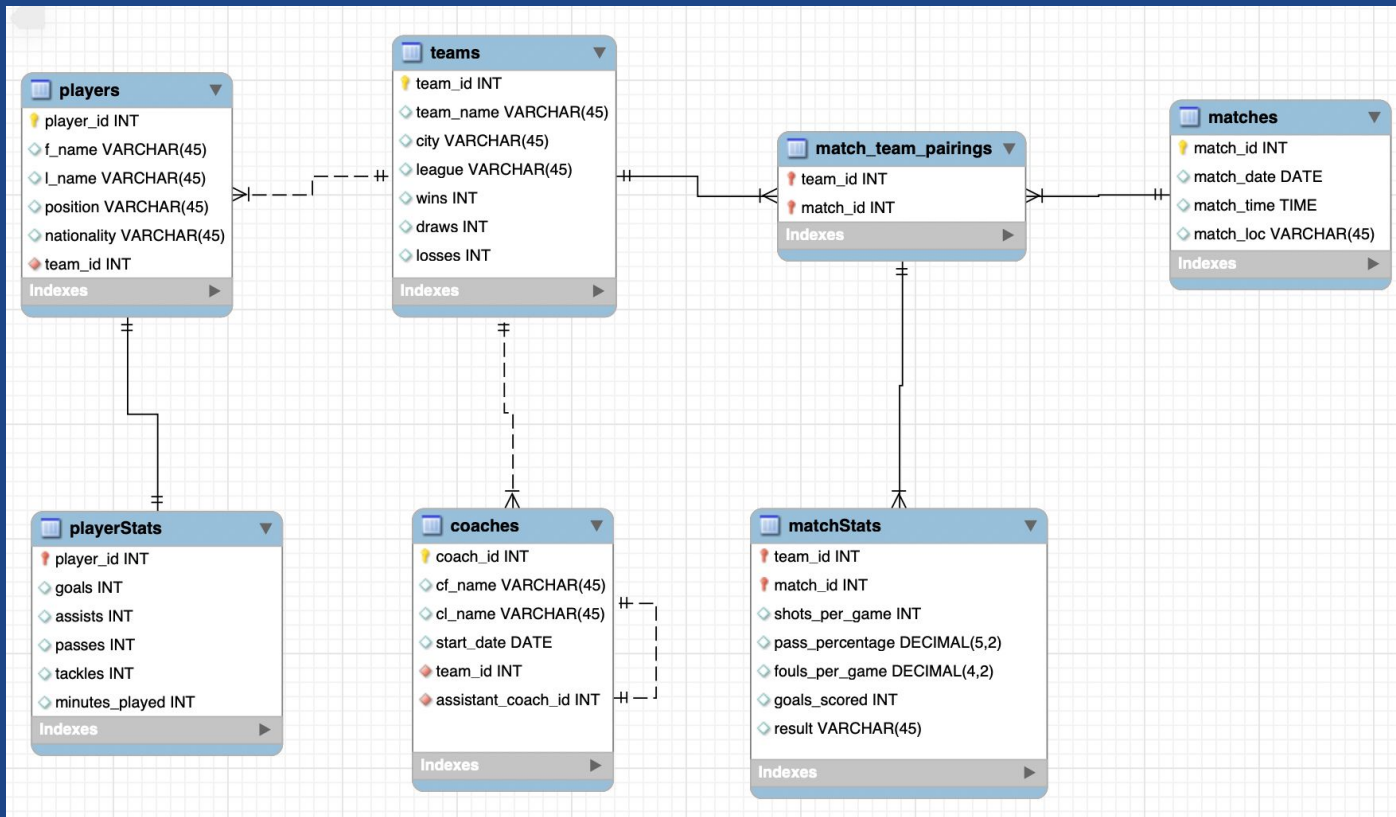 players
player_id INT
f_name VARCHAR(45)
l_name VARCHAR(45)
position VARCHAR(45)
nationality VARCHAR(45)
team_id INT
Indexes
teams
team_id INT
team_name VARCHAR(45)
city VARCHAR(45)
league VARCHAR(45)
wins INT
draws INT
losses INT
Indexes
match_team_pairings
team_id INT
match_id INT
Indexes
matches
match_id INT
match_date DATE
match_time TIME
match_loc VARCHAR(45)
Indexes
playerStats
player_id INT
goals INT
assists INT
passes INT
tackles INT
minutes_played INT
Indexes
coaches
coach_id INT
cf_name VARCHAR(45)
cl_name VARCHAR(45)
start_date DATE
team_id INT
assistant_coach_id INT
Indexes
matchStats
team_id INT
match_id INT
shots_per_game INT
pass_percentage DECIMAL(5,2)
fouls_per_game DECIMAL(4,2)
goals_scored INT
result VARCHAR(45)
Indexes